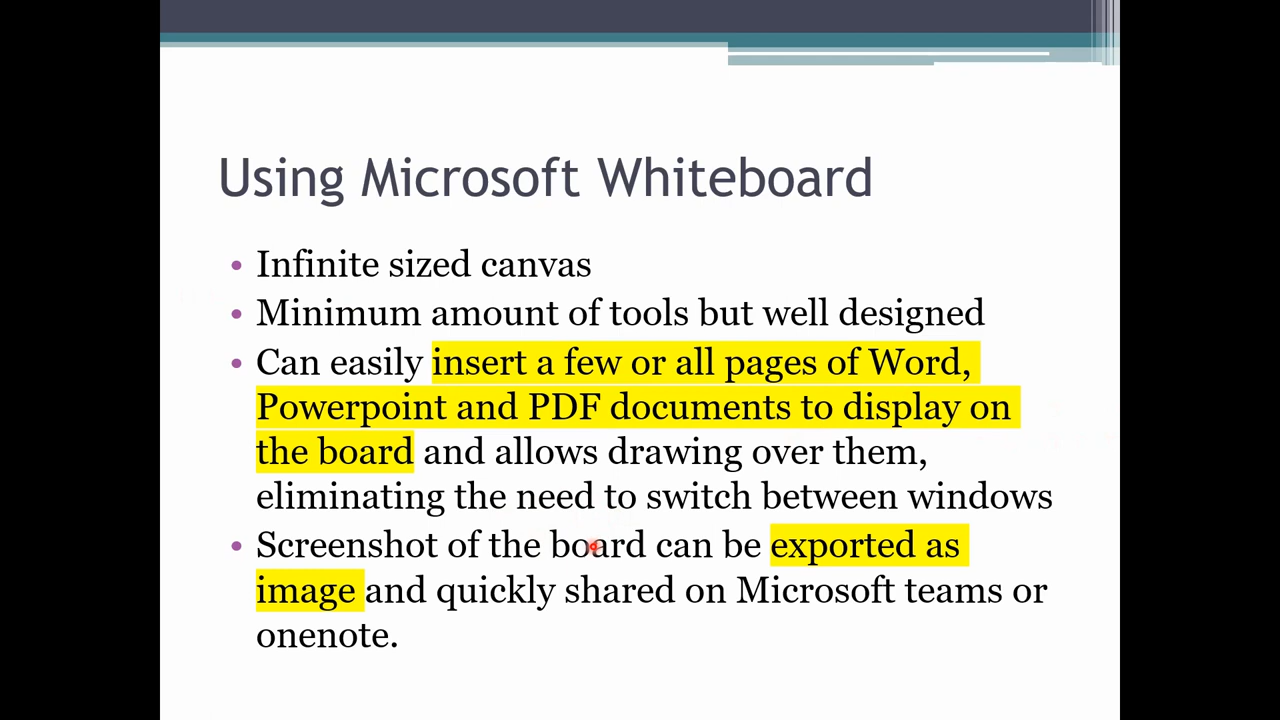 Using Microsoft Whiteboard
• Infinite sized canvas
• Minimum amount of tools but well designed
• Can easily insert a few or all pages of Word,
Powerpoint and PDF documents to display on
the board and allows drawing over them,
eliminating the need to switch between windows
• Screenshot of the board can be exported as
image and quickly shared on Microsoft teams or
onenote.